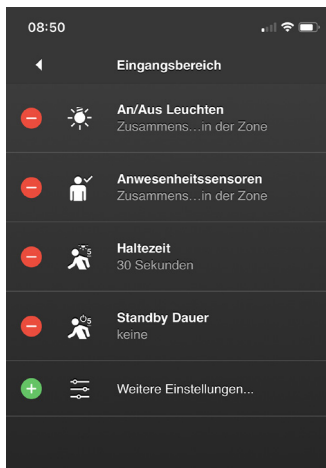 08:50
Eingangsbereich
An/Aus Leuchten
Zusammens...in der Zone
Anwesenheitssensoren
Zusammens...in der Zone
Haltezeit
30 Sekunden
Standby Dauer
keine
Weitere Einstellungen...